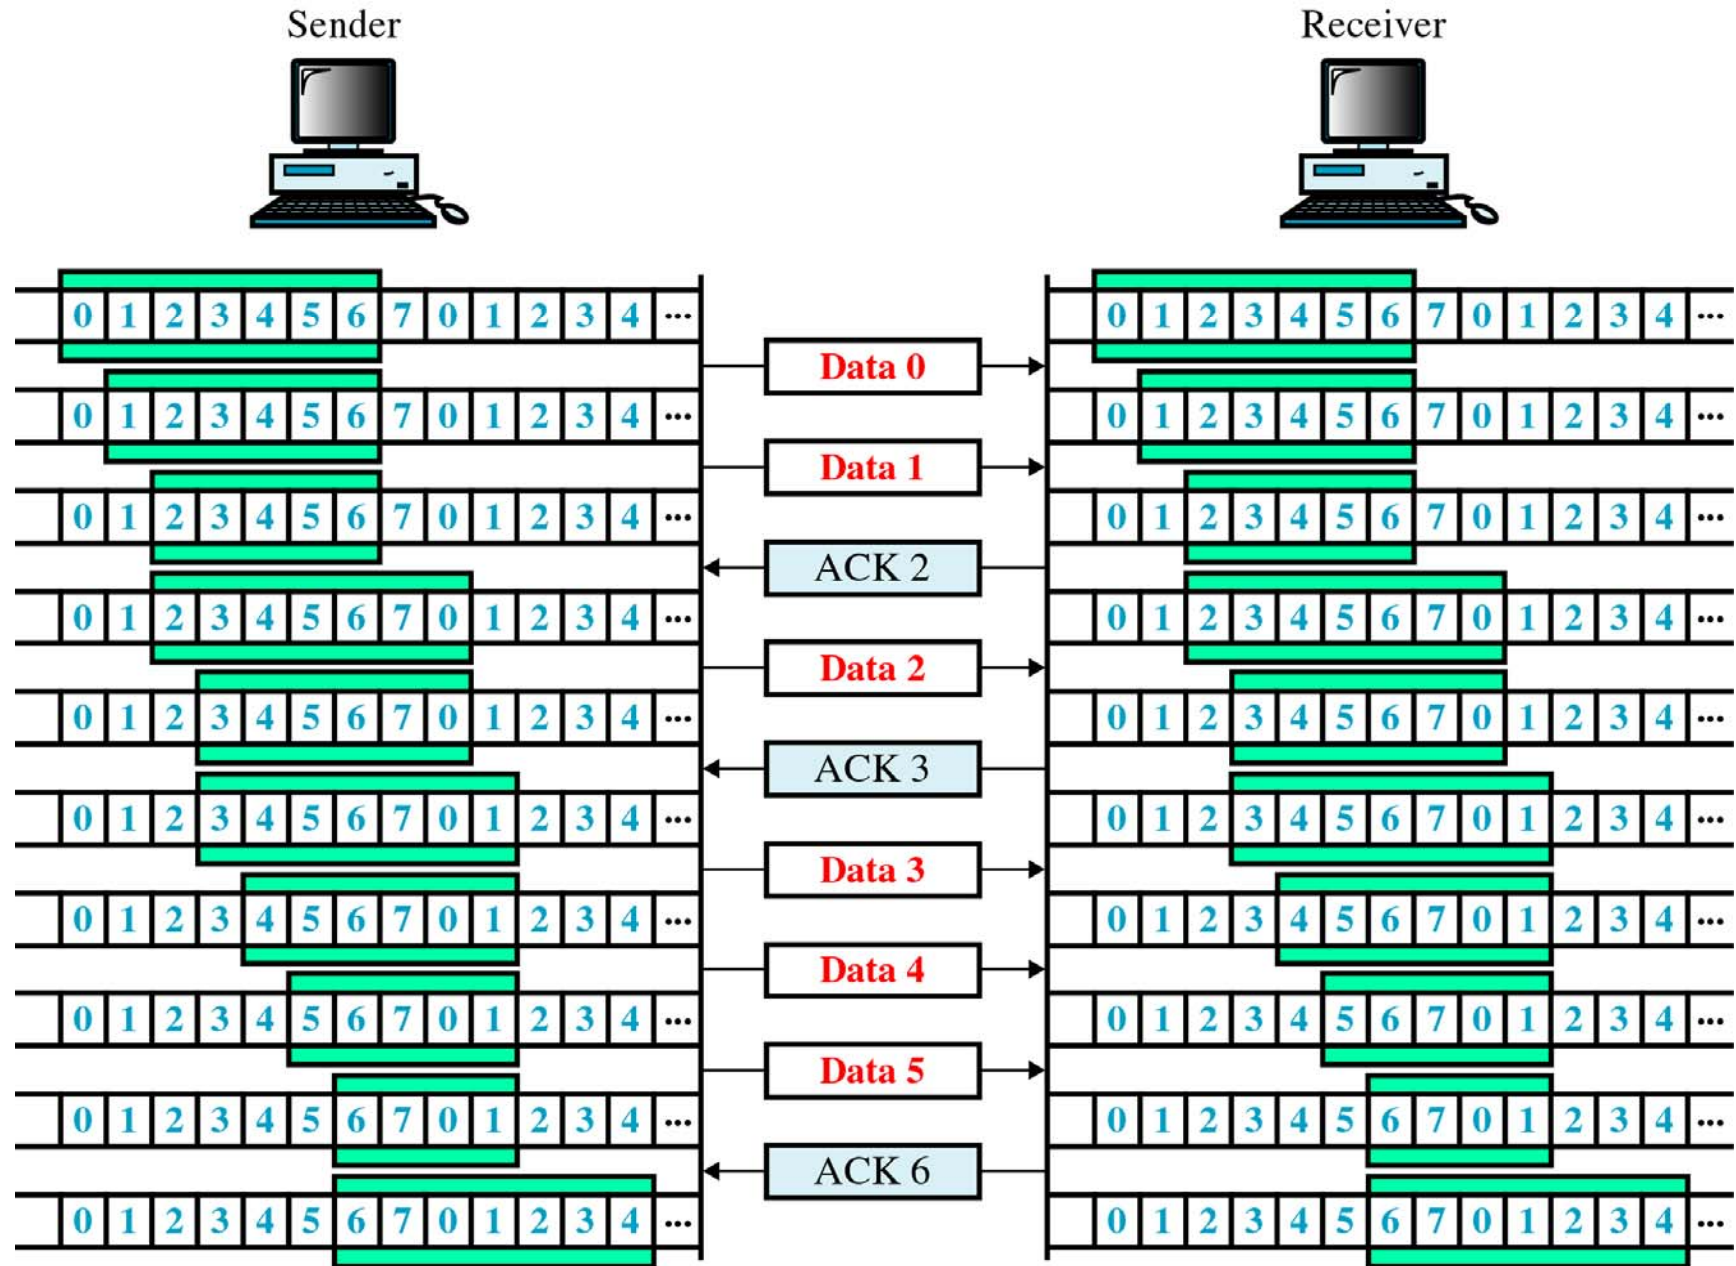 Sender Receiver
0 1 2 3 4 5 6 7 0 1 2 3 4 ... 0 1 2 3 4 5 6 7 0 1 2 3 4 ...
Data 0
0 1 2 3 4 5 6 7 0 1 2 3 4 ... 0 1 2 3 4 5 6 7 0 1 2 3 4 ...
Data 1
0 1 2 3 4 5 6 7 0 1 2 3 4 ... 0 1 2 3 4 5 6 7 0 1 2 3 4 ...
ACK 2
0 1 2 3 4 5 6 7 0 1 2 3 4 ... 0 1 2 3 4 5 6 7 0 1 2 3 4 ...
Data 2
0 1 2 3 4 5 6 7 0 1 2 3 4 ... 0 1 2 3 4 5 6 7 0 1 2 3 4 ...
ACK 3
0 1 2 3 4 5 6 7 0 1 2 3 4 ... 0 1 2 3 4 5 6 7 0 1 2 3 4 ...
Data 3
0 1 2 3 4 5 6 7 0 1 2 3 4 ... 0 1 2 3 4 5 6 7 0 1 2 3 4 ...
Data 4
0 1 2 3 4 5 6 7 0 1 2 3 4 ... 0 1 2 3 4 5 6 7 0 1 2 3 4 ...
Data 5
0 1 2 3 4 5 6 7 0 1 2 3 4 ... 0 1 2 3 4 5 6 7 0 1 2 3 4 ...
ACK 6
0 1 2 3 4 5 6 7 0 1 2 3 4 ... 0 1 2 3 4 5 6 7 0 1 2 3 4 ...